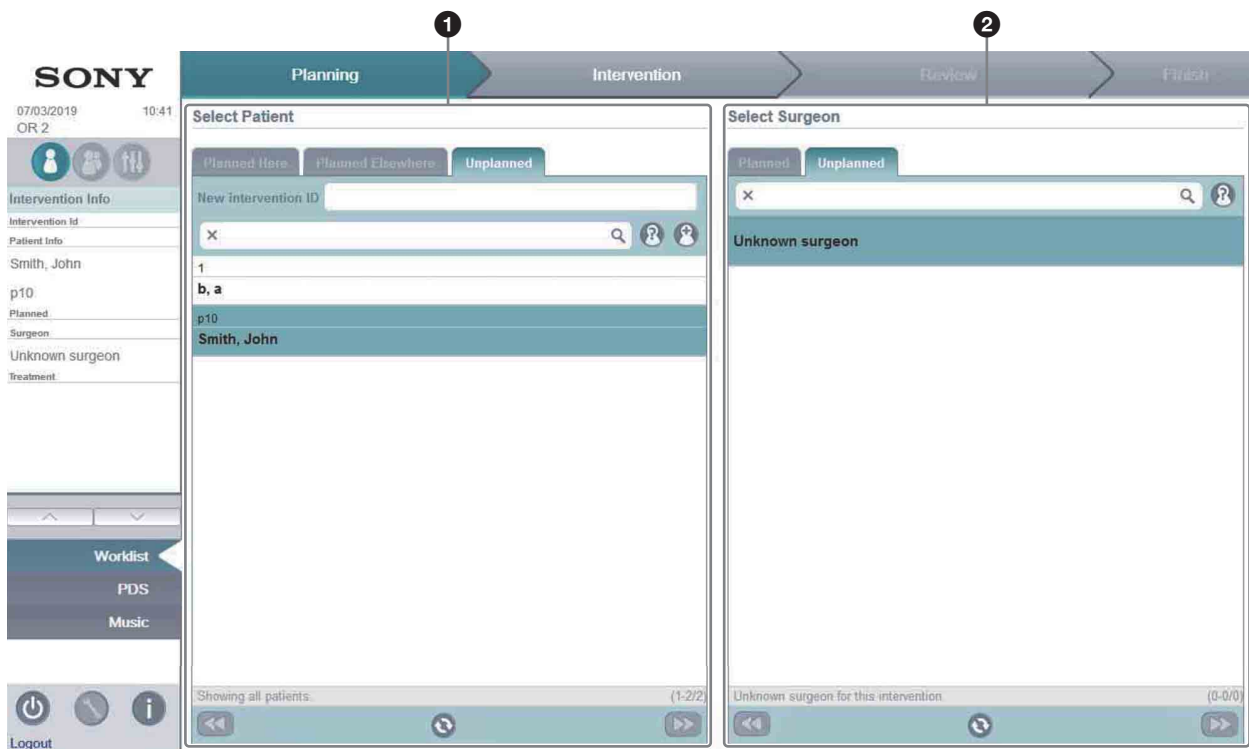 1
2
SONY
Planning
Intervention
Review
Finish
07/03/2019 10:41
OR 2
Intervention Info
Intervention Id
Patient Info
Smith, John
p10
Planned
Surgeon
Unknown surgeon
Treatment
Worklist
PDS
Music
Logout
Select Patient
Planned Here
Planned Elsewhere
Unplanned
New intervention ID
1
b, a
p10
Smith, John
Showing all patients. (1-2/2)
Select Surgeon
Planned
Unplanned
Unknown surgeon
Unknown surgeon for this intervention. (0-0/0)